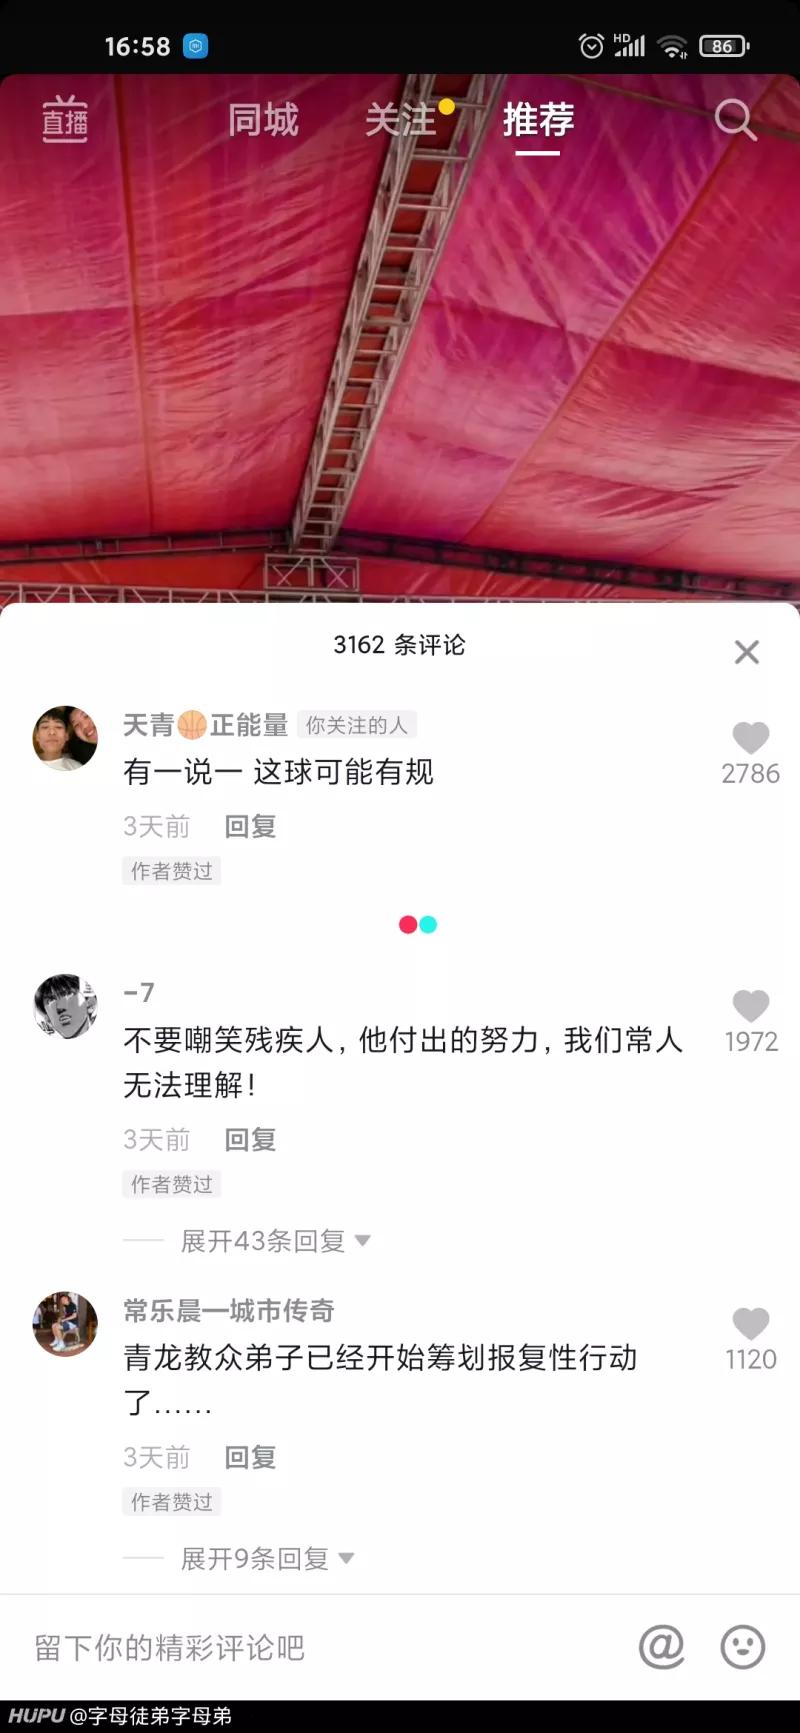 16:58
HD
86
直播
同城
关注
推荐
3162 条评论
天青🏀正能量 你关注的人
有一说一 这球可能有规
2786
3天前 回复
作者赞过
-7
不要嘲笑残疾人，他付出的努力，我们常人
无法理解！
1972
3天前 回复
作者赞过
展开43条回复
常乐晨—城市传奇
青龙教众弟子已经开始筹划报复性行动
了......
1120
3天前 回复
作者赞过
展开9条回复
留下你的精彩评论吧
@
HUPU @字母徒弟字母弟